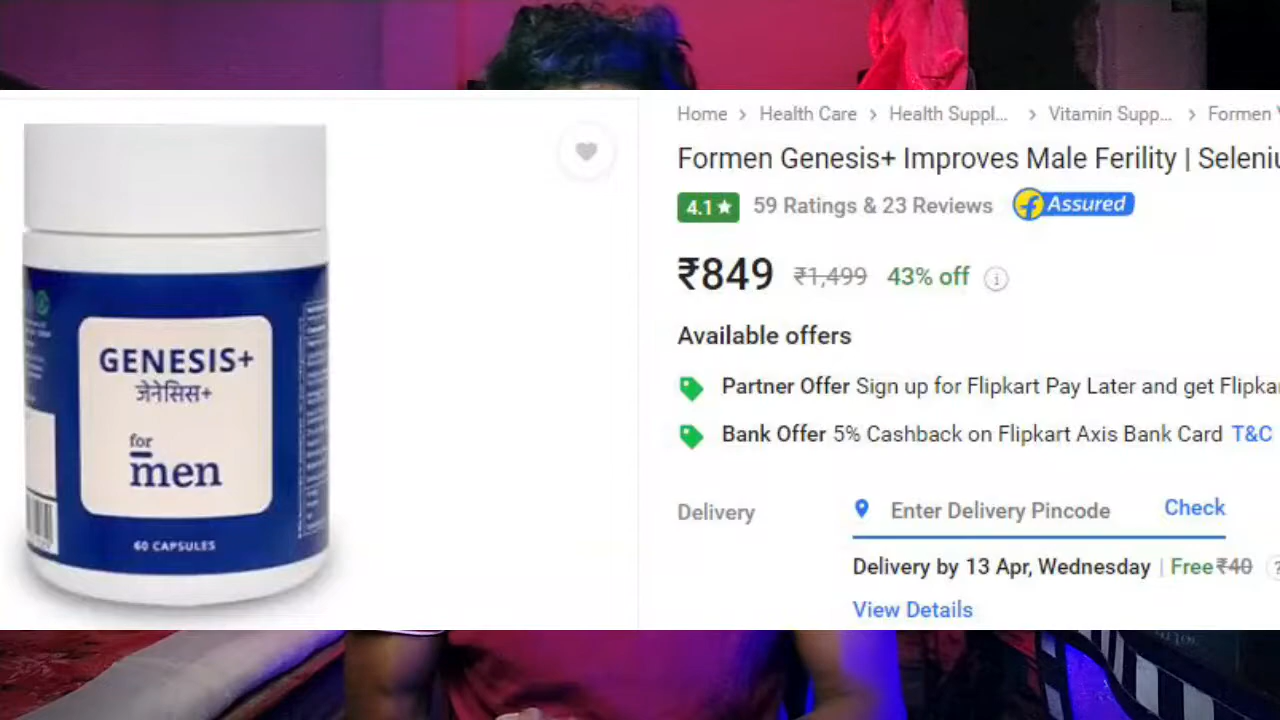 GENESIS+
जेनेसिस+
for
men
60 CAPSULES
Home > Health Care > Health Suppl... > Vitamin Supp... > Formen
Formen Genesis+ Improves Male Ferility | Seleniu
4.1★ 59 Ratings & 23 Reviews Assured
₹849 ₹1,499 43% off
Available offers
Partner Offer Sign up for Flipkart Pay Later and get Flipka
Bank Offer 5% Cashback on Flipkart Axis Bank Card T&C
Delivery Enter Delivery Pincode Check
Delivery by 13 Apr, Wednesday | Free ₹40 ?
View Details